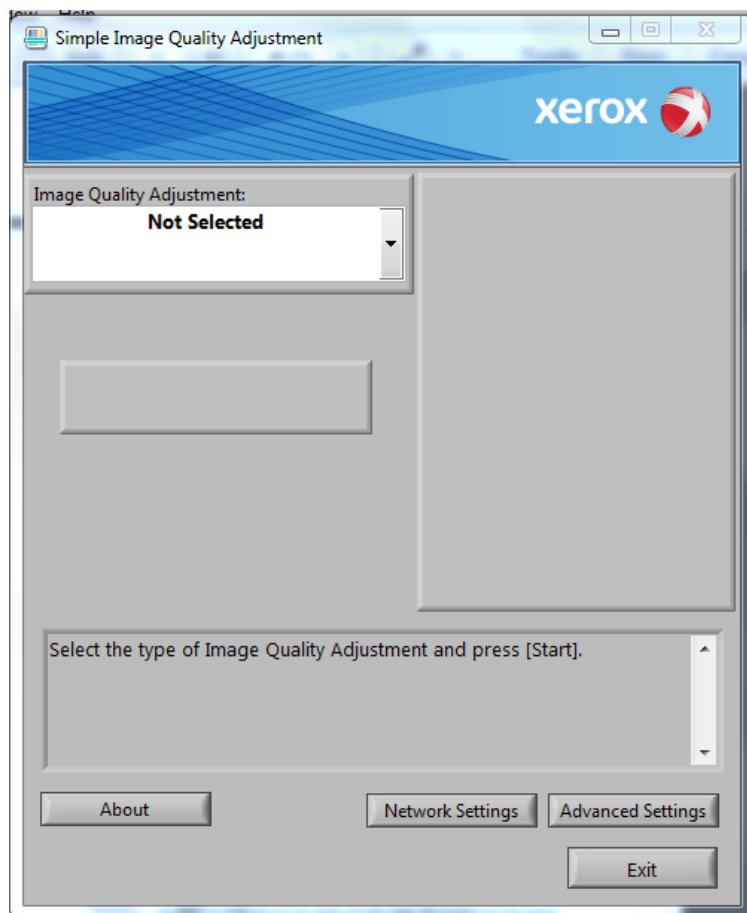 Help
Simple Image Quality Adjustment
xerox
Image Quality Adjustment:
Not Selected
Select the type of Image Quality Adjustment and press [Start].
About
Network Settings
Advanced Settings
Exit